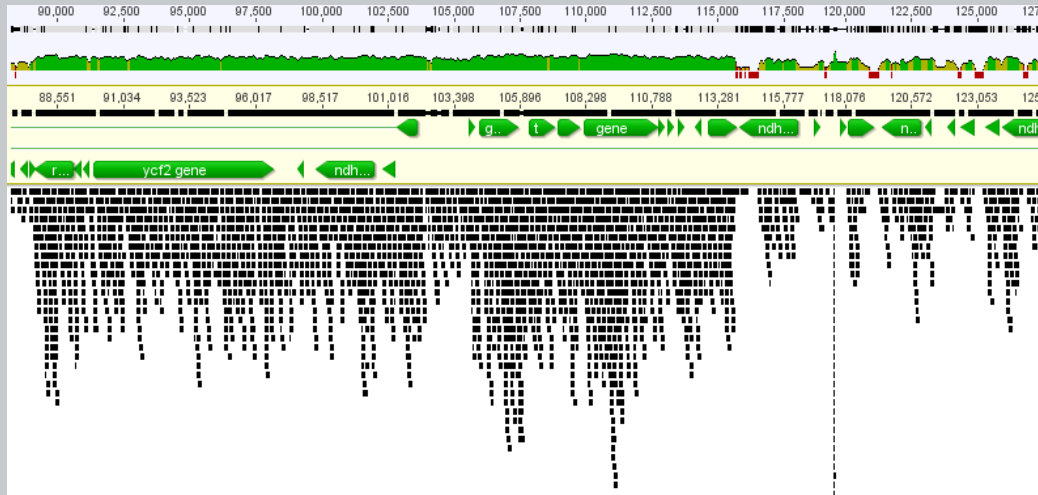 90,000 92,500 95,000 97,500 100,000 102,500 105,000 107,500 110,000 112,500 115,000 117,500 120,000 122,500 125,000 127
88,551 91,034 93,523 96,017 98,517 101,016 103,398 105,896 108,298 110,788 113,281 115,777 118,076 120,572 123,053 125
g.. t gene ndh... n.. ndh
r... ycf2 gene ndh...